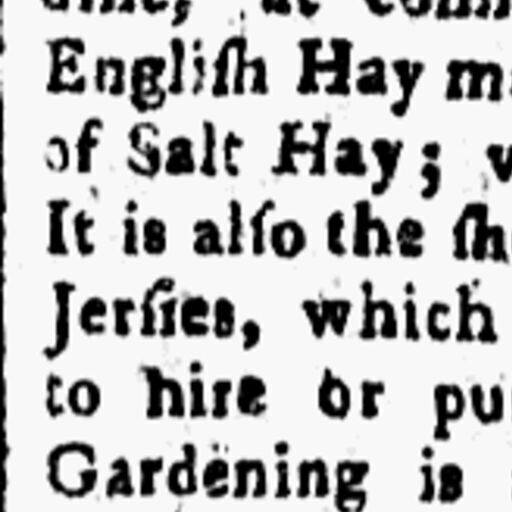 Engliſh Hay
of Salt Hay;
It is alſo the
Jerſies, which
to hire or
Gardening is